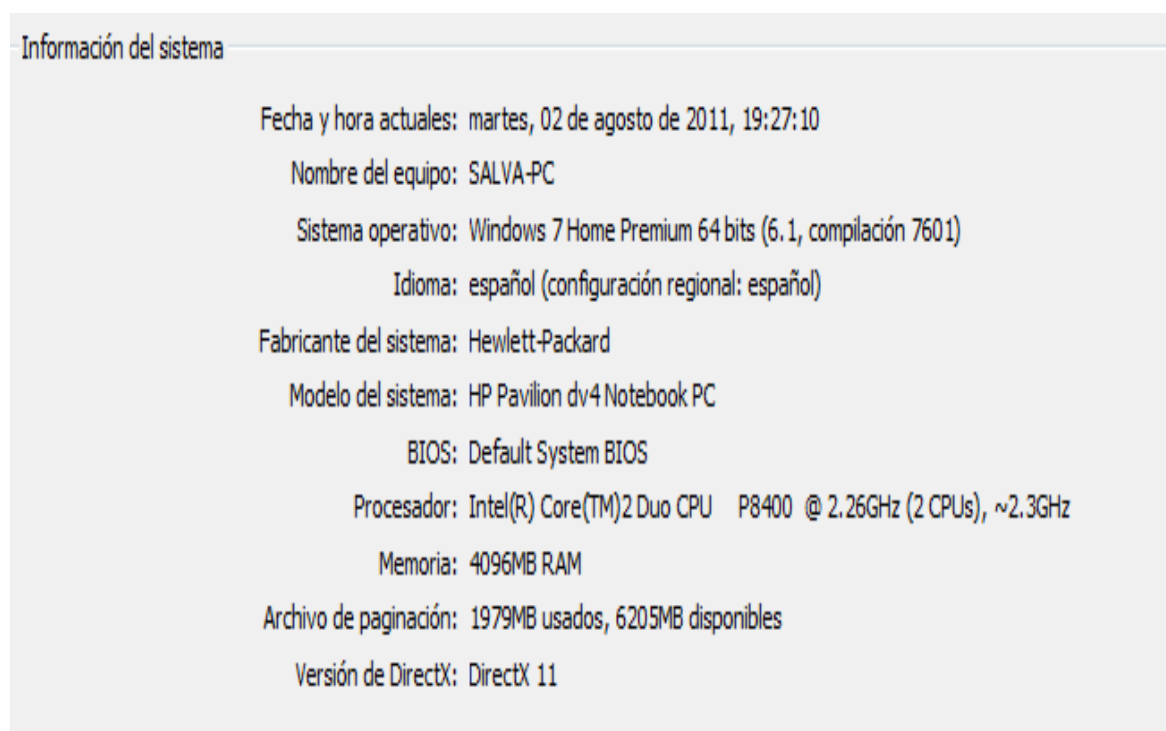 Información del sistema
Fecha y hora actuales: martes, 02 de agosto de 2011, 19:27:10
Nombre del equipo: SALVA-PC
Sistema operativo: Windows 7 Home Premium 64 bits (6.1, compilación 7601)
Idioma: español (configuración regional: español)
Fabricante del sistema: Hewlett-Packard
Modelo del sistema: HP Pavilion dv4 Notebook PC
BIOS: Default System BIOS
Procesador: Intel(R) Core(TM)2 Duo CPU P8400 @ 2.26GHz (2 CPUs), ~2.3GHz
Memoria: 4096MB RAM
Archivo de paginación: 1979MB usados, 6205MB disponibles
Versión de DirectX: DirectX 11